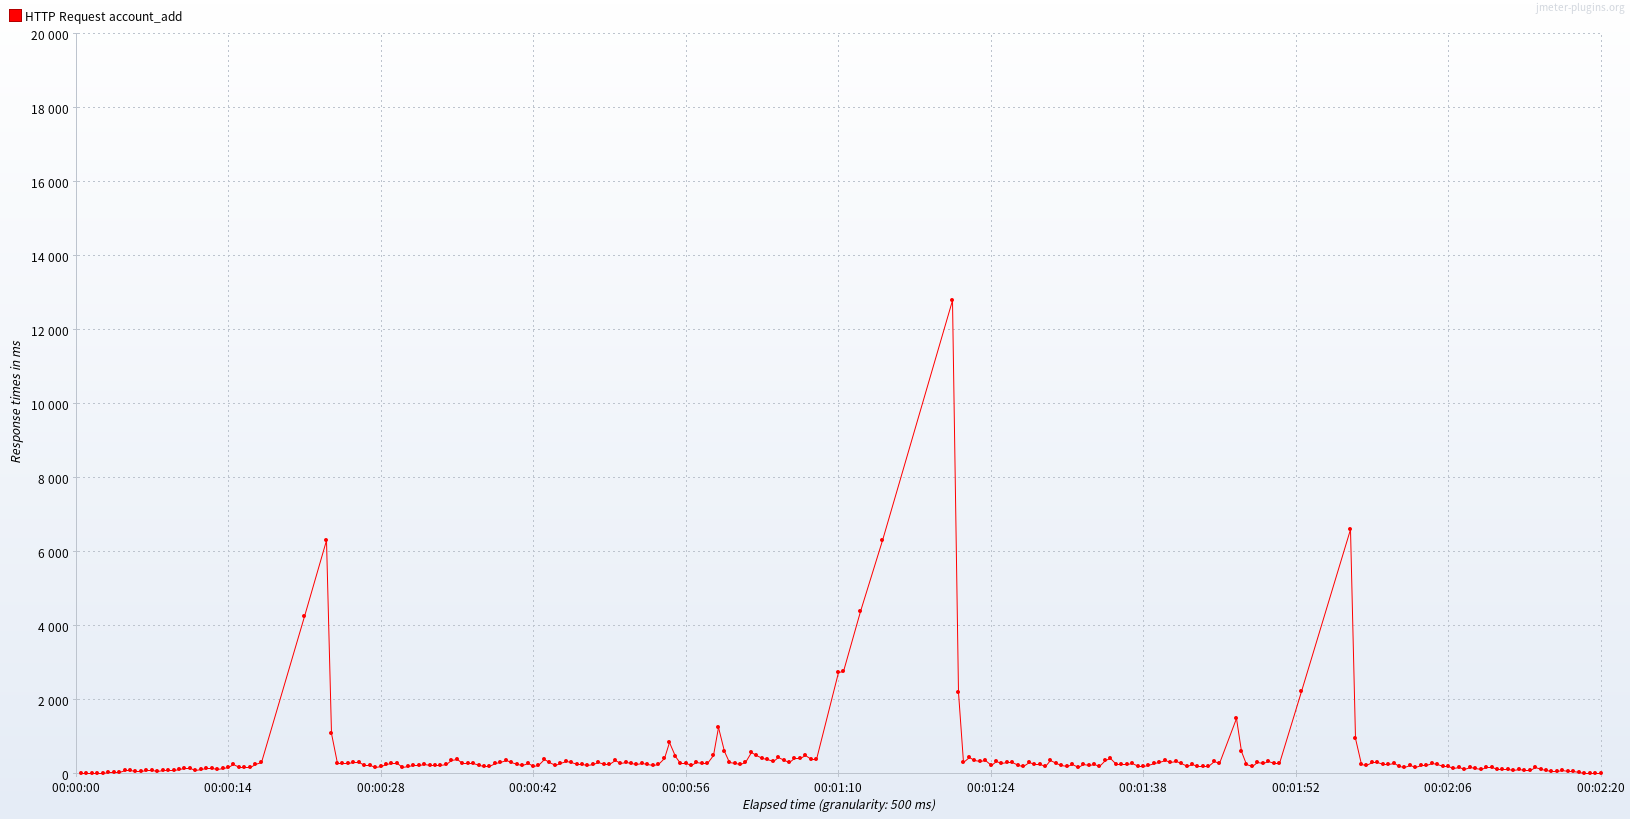 jmeter-plugins.org
HTTP Request account_add
20 000
18 000
16 000
14 000
12 000
10 000
8 000
6 000
4 000
2 000
0
Response times in ms
00:00:00 00:00:14 00:00:28 00:00:42 00:00:56 00:01:10 00:01:24 00:01:38 00:01:52 00:02:06 00:02:20
Elapsed time (granularity: 500 ms)